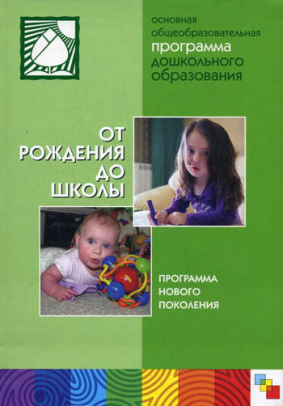 основная
общеобразовательная
программа
дошкольного
образования
ОТ
РОЖДЕНИЯ
ДО
ШКОЛЫ
ПРОГРАММА
НОВОГО
ПОКОЛЕНИЯ